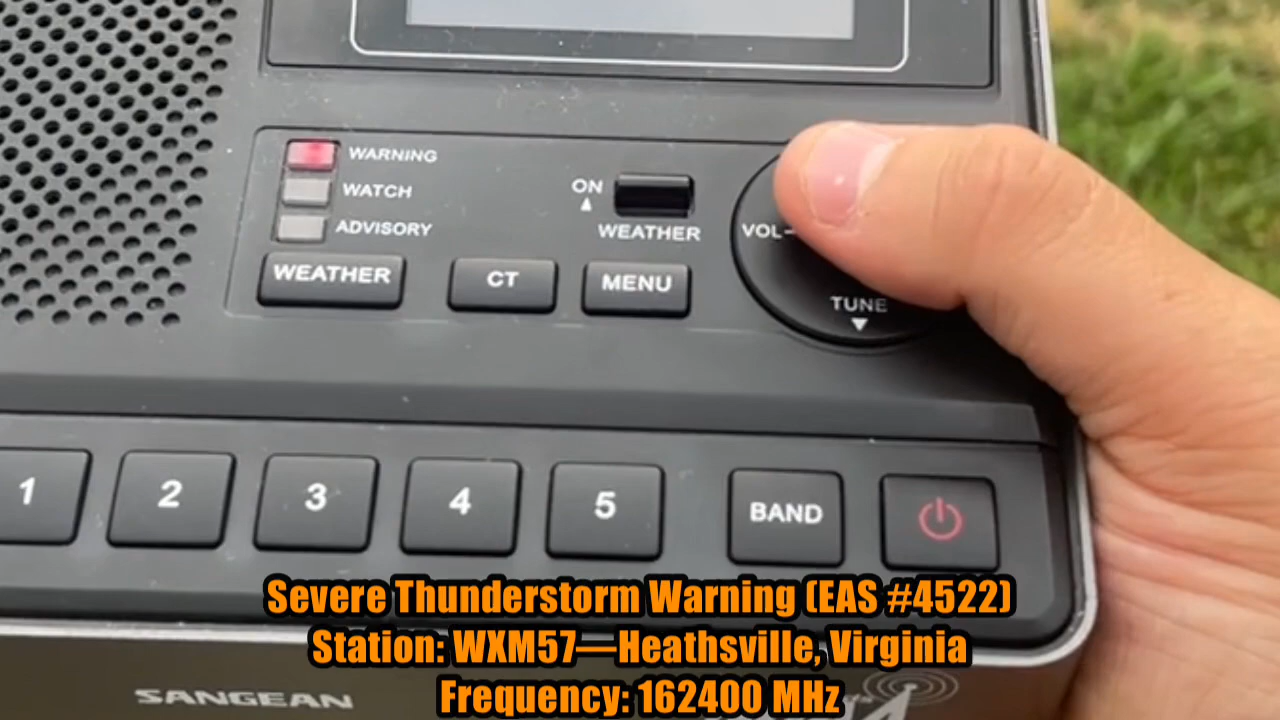 WARNING
WATCH
ADVISORY
ON
WEATHER
VOL-
TUNE
WEATHER
CT
MENU
1
2
3
4
5
BAND
Severe Thunderstorm Warning (EAS #4522)
Station: WXM57—Heathsville, Virginia
Frequency: 162400 MHz
SANGEAN